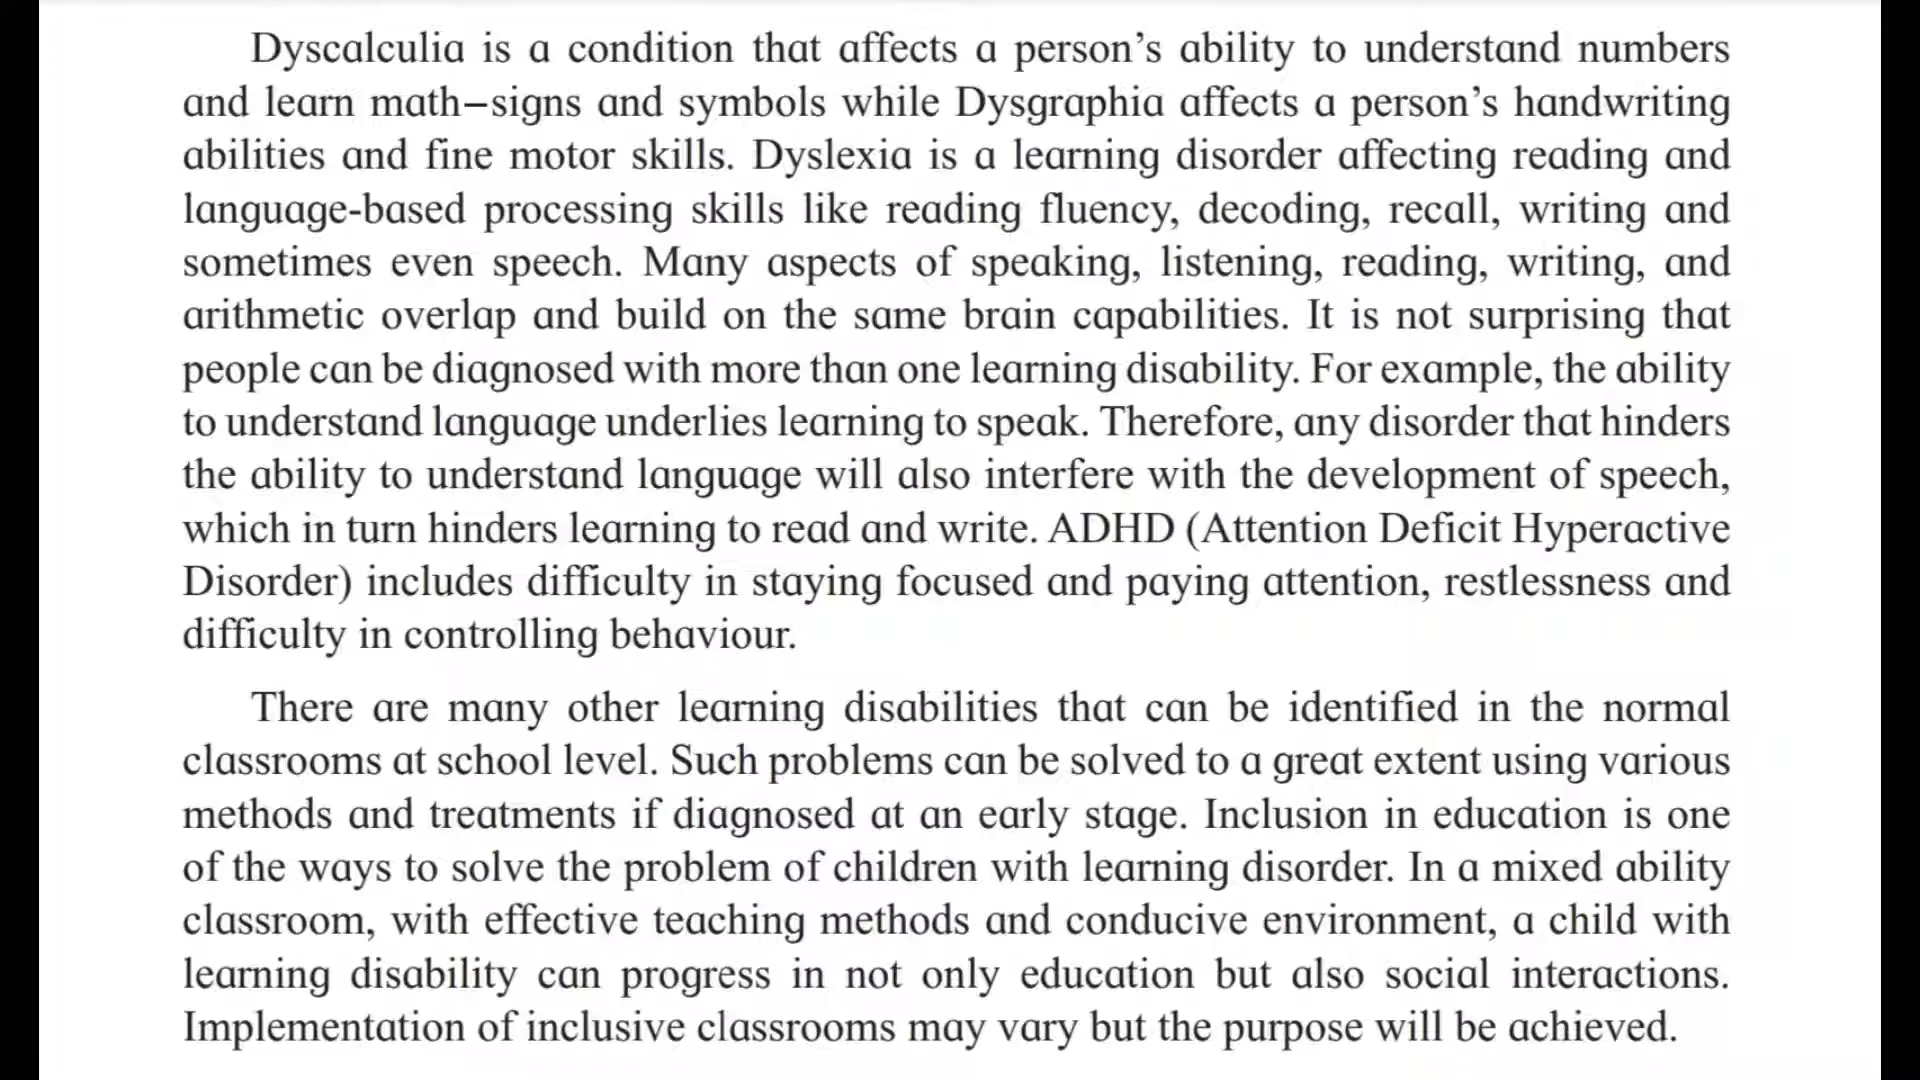 Dyscalculia is a condition that affects a person’s ability to understand numbers
and learn math–signs and symbols while Dysgraphia affects a person’s handwriting
abilities and fine motor skills. Dyslexia is a learning disorder affecting reading and
language-based processing skills like reading fluency, decoding, recall, writing and
sometimes even speech. Many aspects of speaking, listening, reading, writing, and
arithmetic overlap and build on the same brain capabilities. It is not surprising that
people can be diagnosed with more than one learning disability. For example, the ability
to understand language underlies learning to speak. Therefore, any disorder that hinders
the ability to understand language will also interfere with the development of speech,
which in turn hinders learning to read and write. ADHD (Attention Deficit Hyperactive
Disorder) includes difficulty in staying focused and paying attention, restlessness and
difficulty in controlling behaviour.
There are many other learning disabilities that can be identified in the normal
classrooms at school level. Such problems can be solved to a great extent using various
methods and treatments if diagnosed at an early stage. Inclusion in education is one
of the ways to solve the problem of children with learning disorder. In a mixed ability
classroom, with effective teaching methods and conducive environment, a child with
learning disability can progress in not only education but also social interactions.
Implementation of inclusive classrooms may vary but the purpose will be achieved.